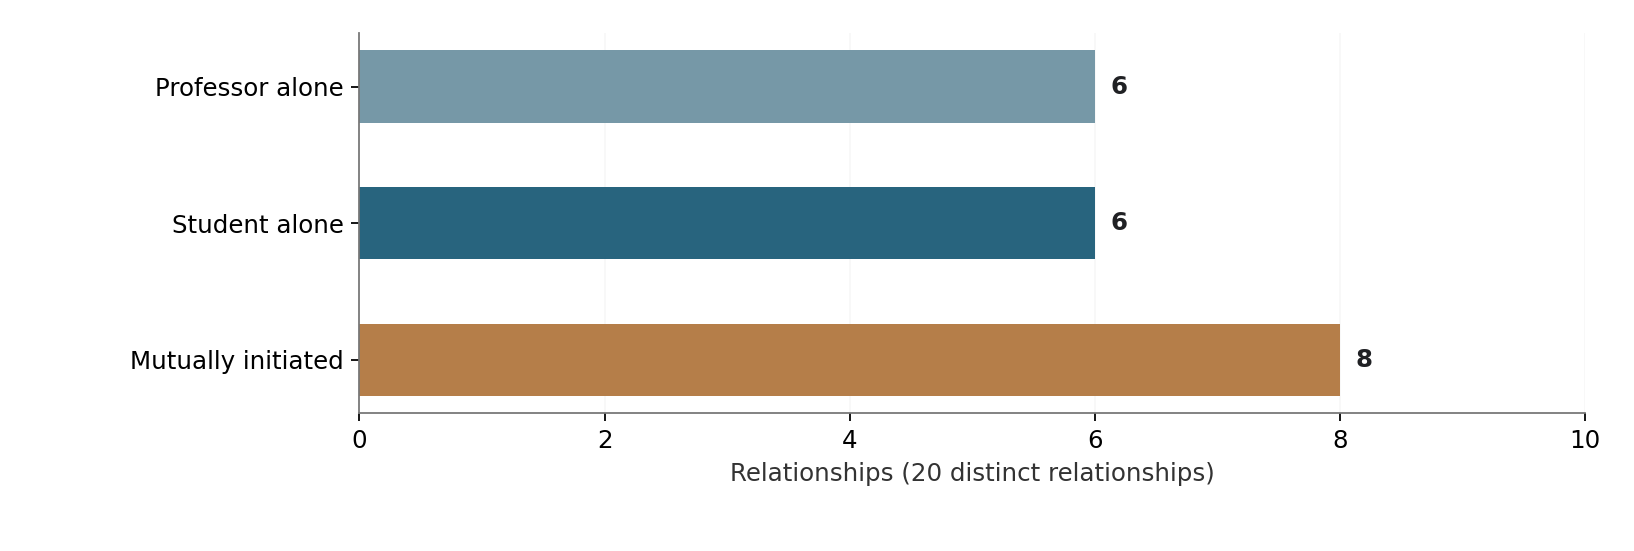 Professor alone
6
Student alone
6
Mutually initiated
8
0 2 4 6 8 10
Relationships (20 distinct relationships)